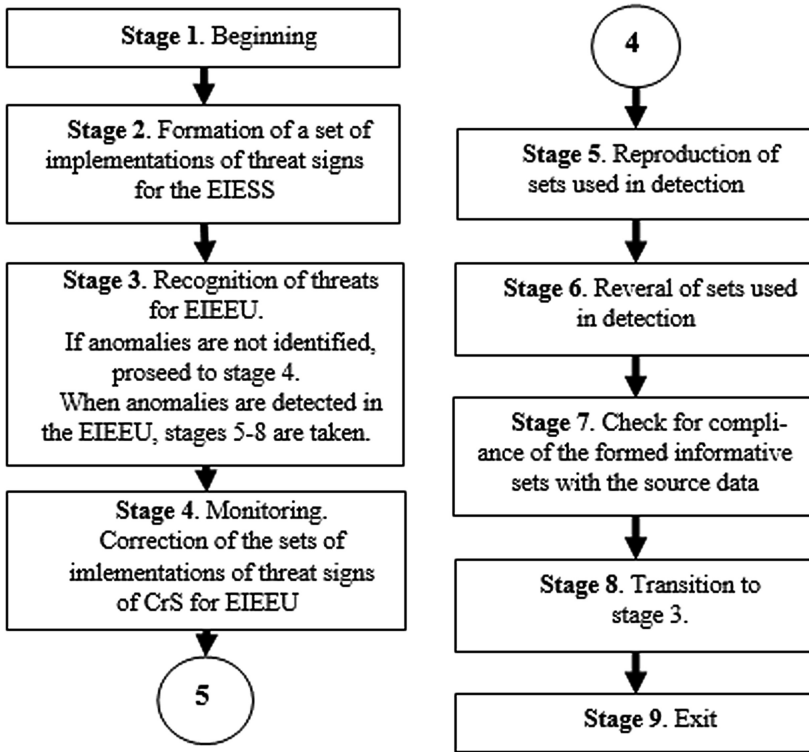 Stage 1. Beginning
Stage 2. Formation of a set of
implementations of threat signs
for the EIESS
Stage 3. Recognition of threats
for EIEEU.
If anomalies are not identified,
proseed to stage 4.
When anomalies are detected in
the EIEEU, stages 5-8 are taken.
Stage 4. Monitoring.
Correction of the sets of
imlementations of threat signs
of CrS for EIEEU
5
4
Stage 5. Reproduction of
sets used in detection
Stage 6. Reveral of sets used
in detection
Stage 7. Check for compli-
ance of the formed informative
sets with the source data
Stage 8. Transition to
stage 3.
Stage 9. Exit